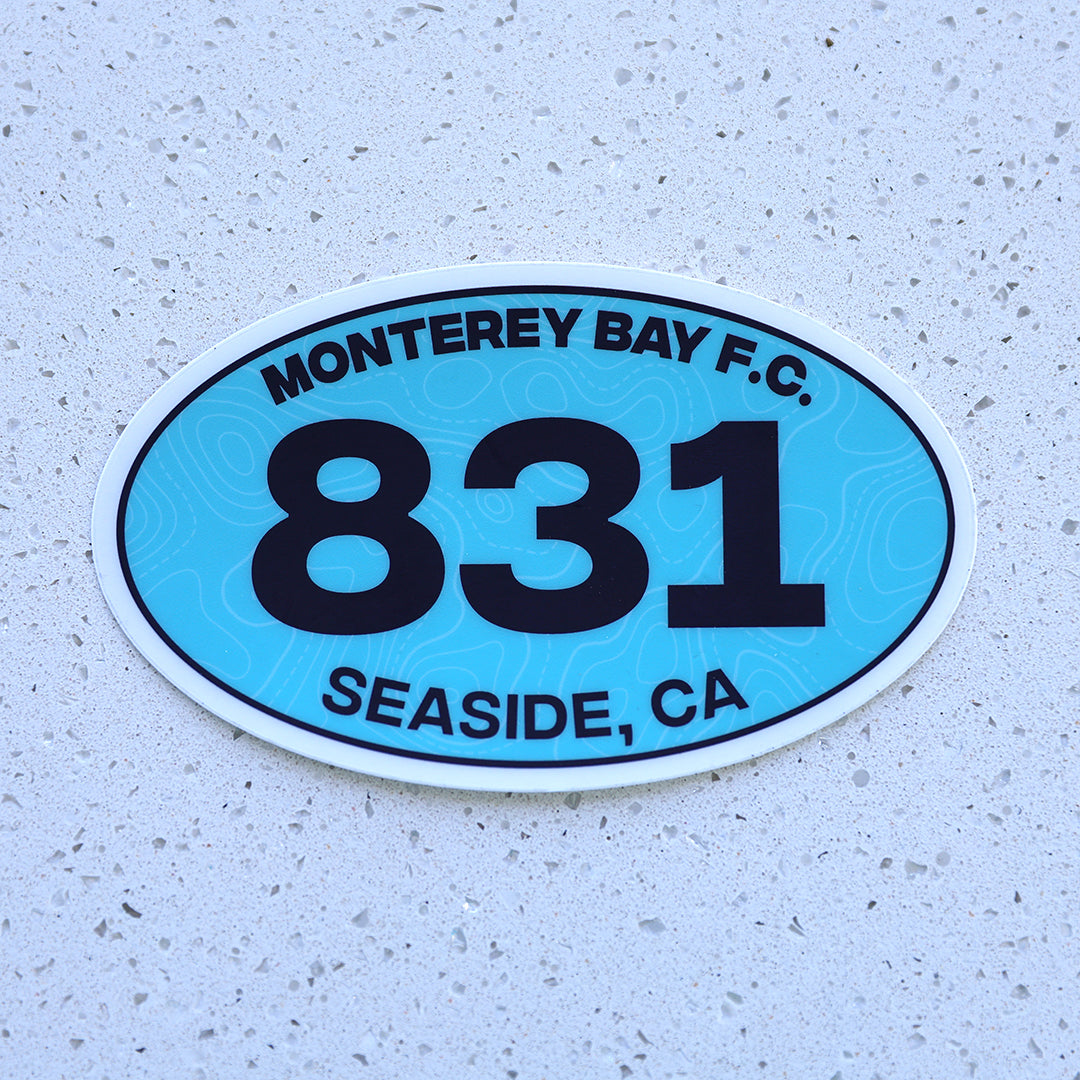 MONTEREY BAY F.C.
831
SEASIDE, CA